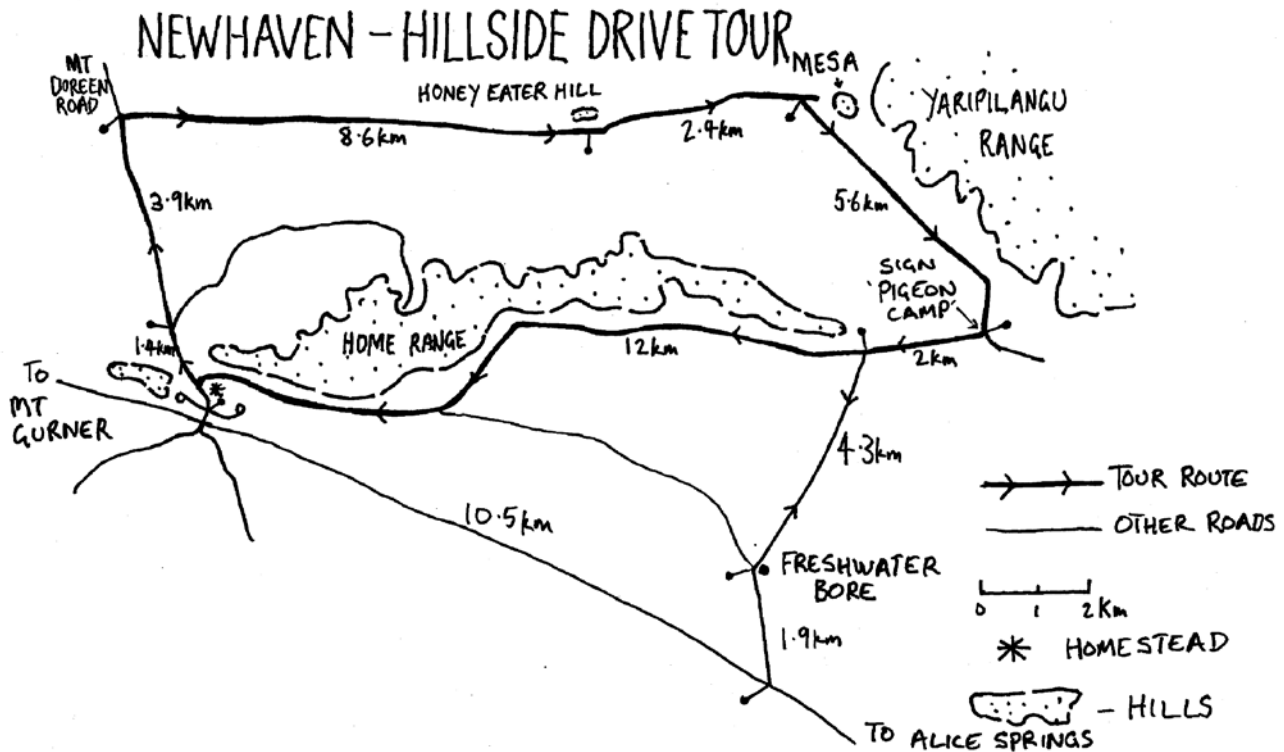 NEWHAVEN - HILLSIDE DRIVE TOUR
MT
DOREEN
ROAD
HONEY EATER HILL
MESA
YARIPILANGU
RANGE
8.6km
2.4km
3.9km
5.6km
SIGN
'PIGEON
CAMP'
HOME RANGE
12km
2km
1.4km
TO
MT
GURNER
4.3km
10.5km
TOUR ROUTE
OTHER ROADS
FRESHWATER
BORE
0 1 2 Km
1.9km
HOMESTEAD
- HILLS
TO ALICE SPRINGS